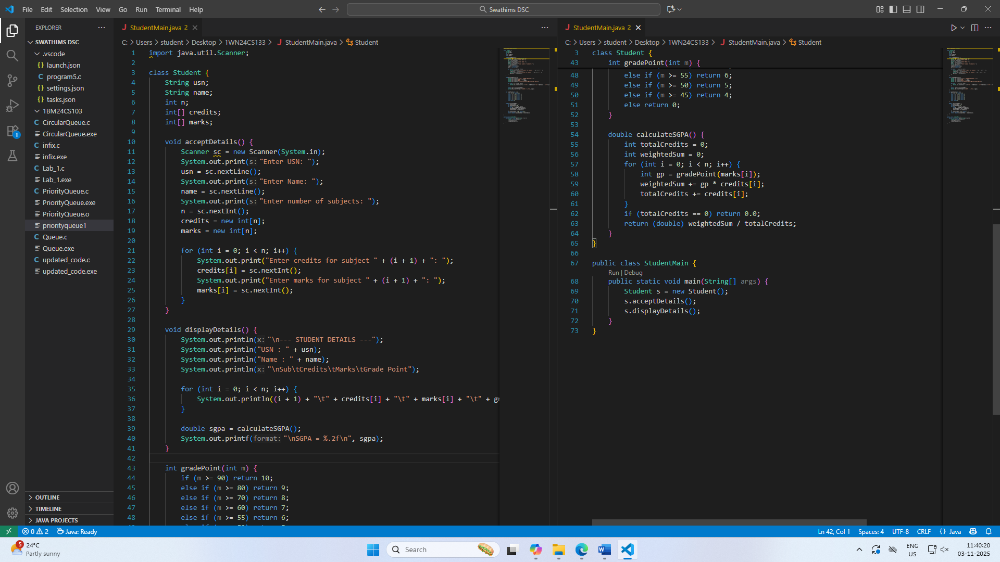 File Edit Selection View Go Run Terminal Help
Swathims DSC
EXPLORER
SWATHIMS DSC
.vscode
{} launch.json
C program5.c
{} settings.json
{} tasks.json
1BM24CS103
C CircularQueue.c
CircularQueue.exe
C infix.c
infix.exe
C Lab_1.c
Lab_1.exe
C PriorityQueue.c
PriorityQueue.exe
PriorityQueue.o
priorityqueue1
C Queue.c
Queue.exe
C updated_code.c
updated_code.exe
OUTLINE
TIMELINE
JAVA PROJECTS
1
J StudentMain.java 2
C: > Users > student > Desktop > 1WN24CS133 > J StudentMain.java > Student
1 import java.util.Scanner;
2
3 class Student {
4 String usn;
5 String name;
6 int n;
7 int[] credits;
8 int[] marks;
9
10 void acceptDetails() {
11 Scanner sc = new Scanner(System.in);
12 System.out.print(s: "Enter USN: ");
13 usn = sc.nextLine();
14 System.out.print(s: "Enter Name: ");
15 name = sc.nextLine();
16 System.out.print(s: "Enter number of subjects: ");
17 n = sc.nextInt();
18 credits = new int[n];
19 marks = new int[n];
20
21 for (int i = 0; i < n; i++) {
22 System.out.print("Enter credits for subject " + (i + 1) + ": ");
23 credits[i] = sc.nextInt();
24 System.out.print("Enter marks for subject " + (i + 1) + ": ");
25 marks[i] = sc.nextInt();
26 }
27 }
28
29 void displayDetails() {
30 System.out.println(x: "\n--- STUDENT DETAILS ---");
31 System.out.println("USN : " + usn);
32 System.out.println("Name : " + name);
33 System.out.println(x: "\nSub\tCredits\tMarks\tGrade Point");
34
35 for (int i = 0; i < n; i++) {
36 System.out.println((i + 1) + "\t" + credits[i] + "\t" + marks[i] + "\t" +
37 }
38
39 double sgpa = calculateSGPA();
40 System.out.printf(format: "\nSGPA = %.2f\n", sgpa);
41 }
42
43 int gradePoint(int m) {
44 if (m >= 90) return 10;
45 else if (m >= 80) return 9;
46 else if (m >= 70) return 8;
47 else if (m >= 60) return 7;
48 else if (m >= 55) return 6;
J StudentMain.java 2
C: > Users > student > Desktop > 1WN24CS133 > J StudentMain.java > Student
3 class Student {
43 int gradePoint(int m) {
48 else if (m >= 55) return 6;
49 else if (m >= 50) return 5;
50 else if (m >= 45) return 4;
51 else return 0;
52 }
53
54 double calculateSGPA() {
55 int totalCredits = 0;
56 int weightedSum = 0;
57 for (int i = 0; i < n; i++) {
58 int gp = gradePoint(marks[i]);
59 weightedSum += gp * credits[i];
60 totalCredits += credits[i];
61 }
62 if (totalCredits == 0) return 0.0;
63 return (double) weightedSum / totalCredits;
64 }
65 }
66
67 public class StudentMain {
Run | Debug
68 public static void main(String[] args) {
69 Student s = new Student();
70 s.acceptDetails();
71 s.displayDetails();
72 }
73 }
0 2 Java: Ready
Ln 42, Col 1 Spaces: 4 UTF-8 CRLF {} Java
5
24°C
Partly sunny
Search
ENG
US
11:40:20
03-11-2025